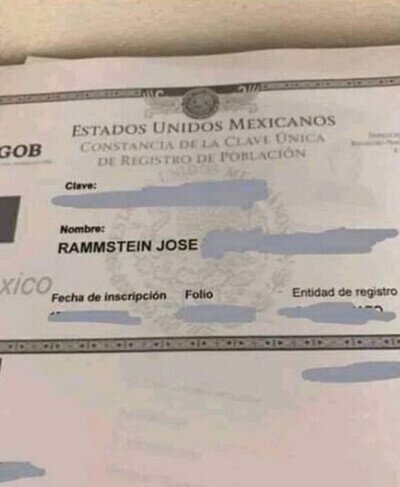 ESTADOS UNIDOS MEXICANOS
CONSTANCIA DE LA CLAVE ÚNICA
DE REGISTRO DE POBLACIÓN
GOB
Clave:
Nombre:
RAMMSTEIN JOSE
xico
Fecha de inscripción Folio Entidad de registro